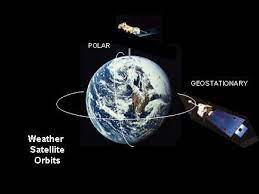 POLAR
GEOSTATIONARY
Weather
Satellite
Orbits